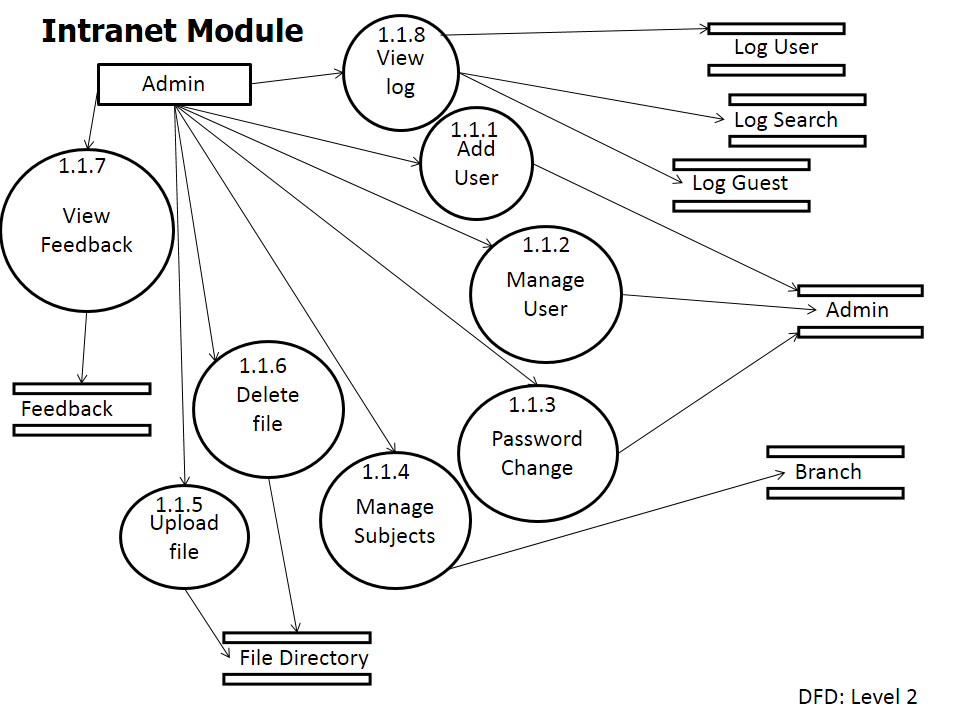 Intranet Module
Admin
1.1.8
View
log
Log User
Log Search
Log Guest
1.1.1
Add
User
1.1.7
View
Feedback
1.1.2
Manage
User
Admin
1.1.6
Delete
file
Feedback
1.1.3
Password
Change
1.1.4
Manage
Subjects
Branch
1.1.5
Upload
file
File Directory
DFD: Level 2